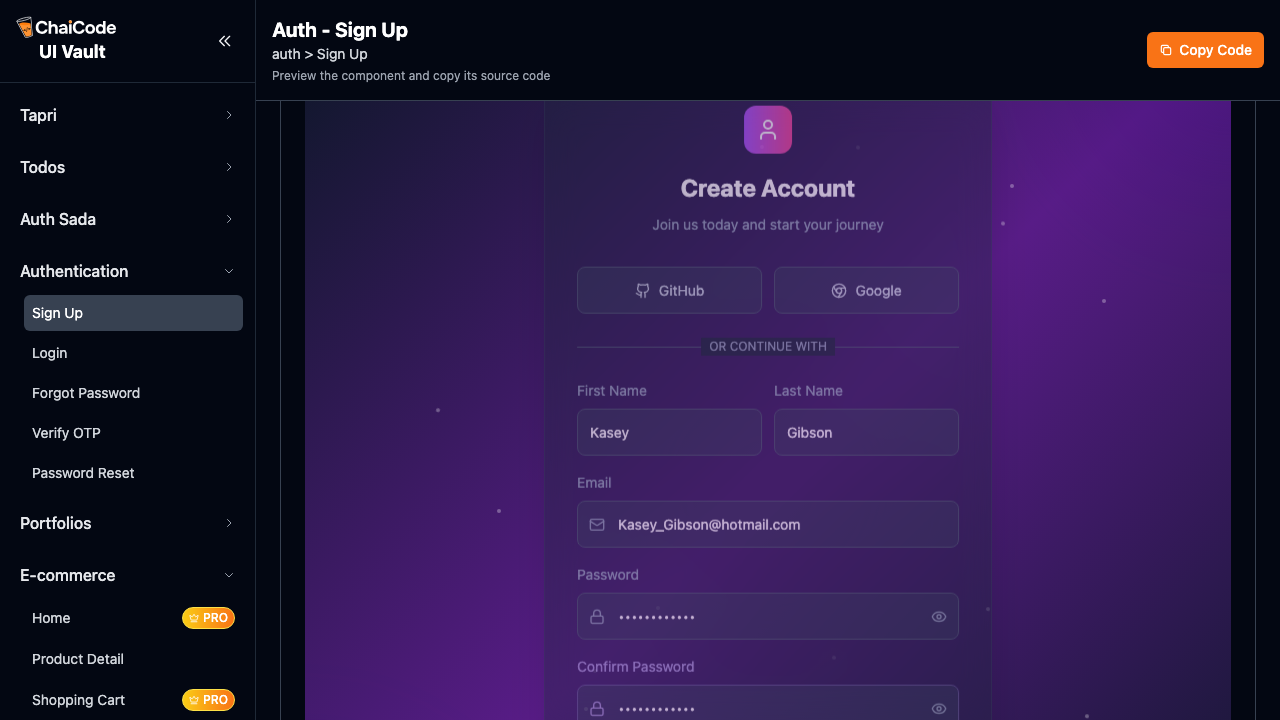 ChaiCode
UI Vault
Tapri
Todos
Auth Sada
Authentication
Sign Up
Login
Forgot Password
Verify OTP
Password Reset
Portfolios
E-commerce
Home
PRO
Product Detail
Shopping Cart
PRO
Auth - Sign Up
auth > Sign Up
Preview the component and copy its source code
Copy Code
Create Account
Join us today and start your journey
GitHub
Google
OR CONTINUE WITH
First Name
Last Name
Kasey
Gibson
Email
Kasey_Gibson@hotmail.com
Password
••••••••••••
Confirm Password
••••••••••••